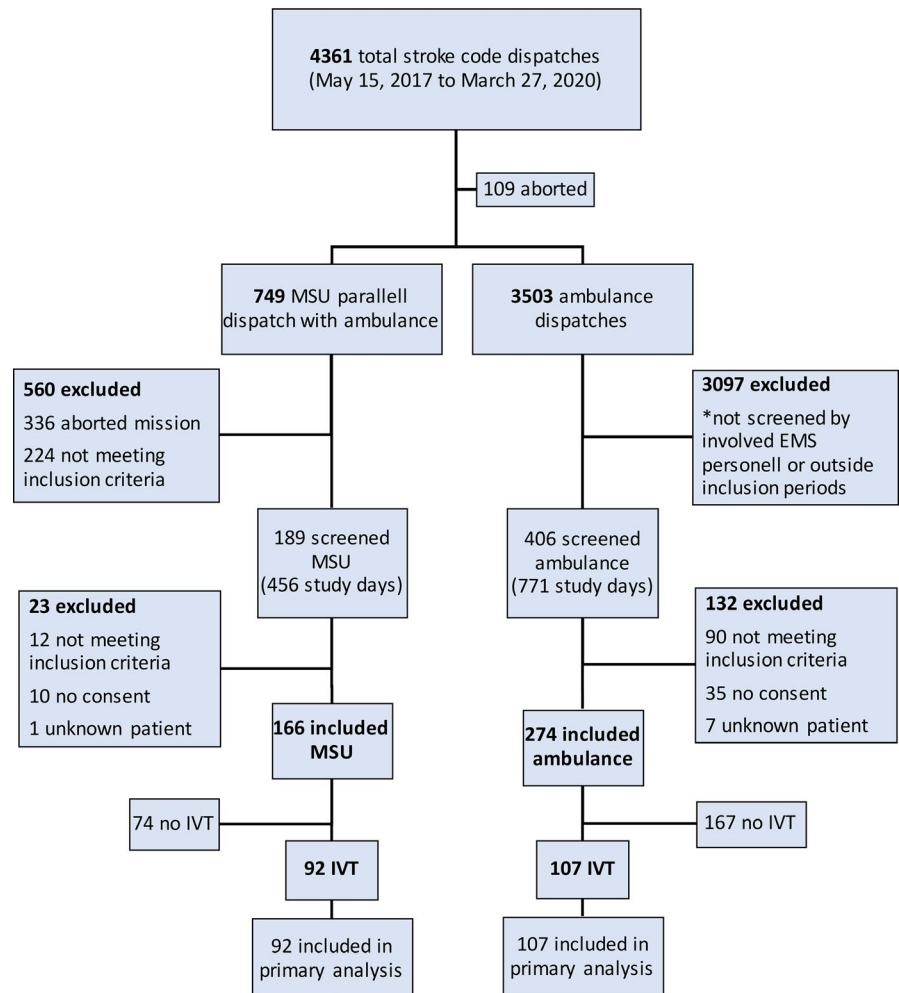 4361 total stroke code dispatches
(May 15, 2017 to March 27, 2020)
109 aborted
749 MSU parallell
dispatch with ambulance
3503 ambulance
dispatches
560 excluded
336 aborted mission
224 not meeting
inclusion criteria
3097 excluded
*not screened by
involved EMS
personell or outside
inclusion periods
189 screened
MSU
(456 study days)
406 screened
ambulance
(771 study days)
23 excluded
12 not meeting
inclusion criteria
10 no consent
1 unknown patient
132 excluded
90 not meeting
inclusion criteria
35 no consent
7 unknown patient
166 included
MSU
274 included
ambulance
74 no IVT
167 no IVT
92 IVT
107 IVT
92 included in
primary analysis
107 included in
primary analysis